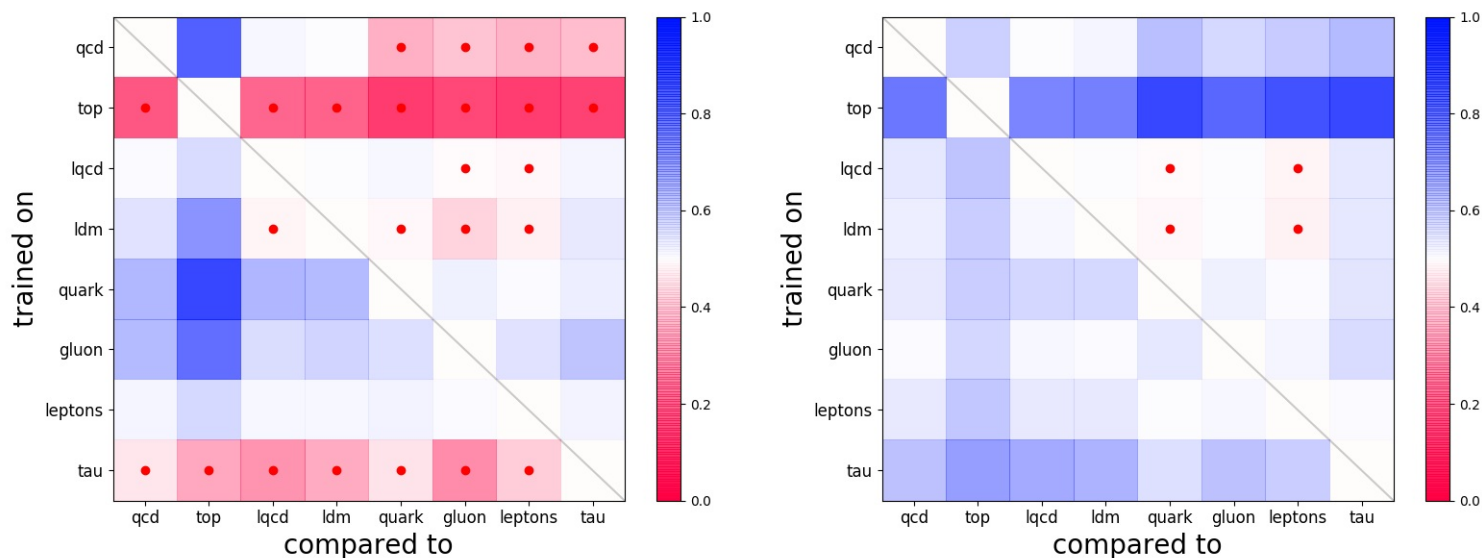 qcd
top
lqcd
ldm
quark
gluon
leptons
tau
trained on
qcd top lqcd ldm quark gluon leptons tau
compared to
1.0
0.8
0.6
0.4
0.2
0.0
qcd
top
lqcd
ldm
quark
gluon
leptons
tau
trained on
qcd top lqcd ldm quark gluon leptons tau
compared to
1.0
0.8
0.6
0.4
0.2
0.0